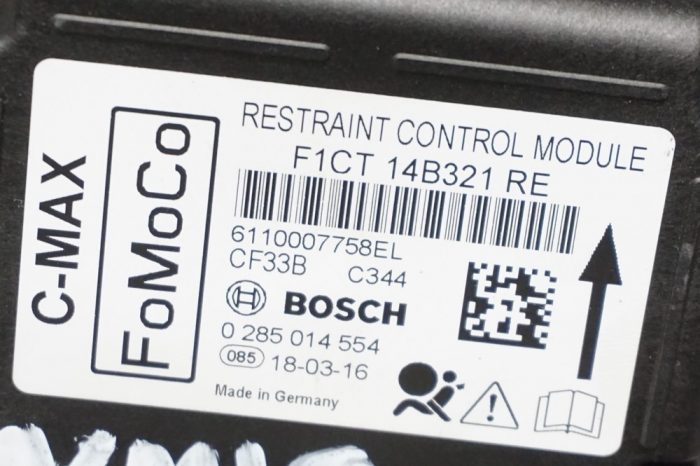 C-MAX
FoMoCo
RESTRAINT CONTROL MODULE
F1CT 14B321 RE
6110007758EL
CF33B C344
BOSCH
0 285 014 554
085 18-03-16
Made in Germany